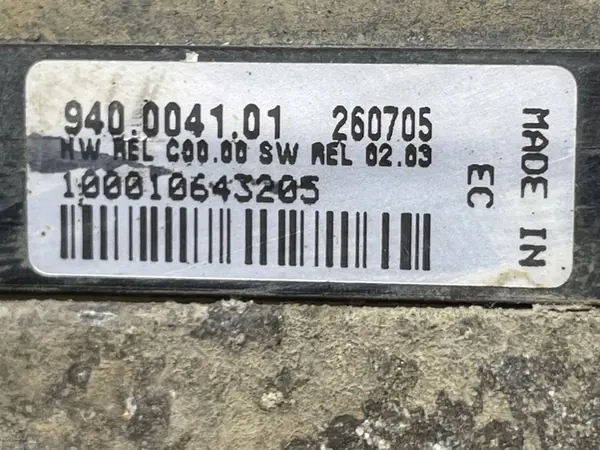 940.0041.01 260705
HW REL C00.00 SW REL 02.03
100010643205
MADE IN
EC